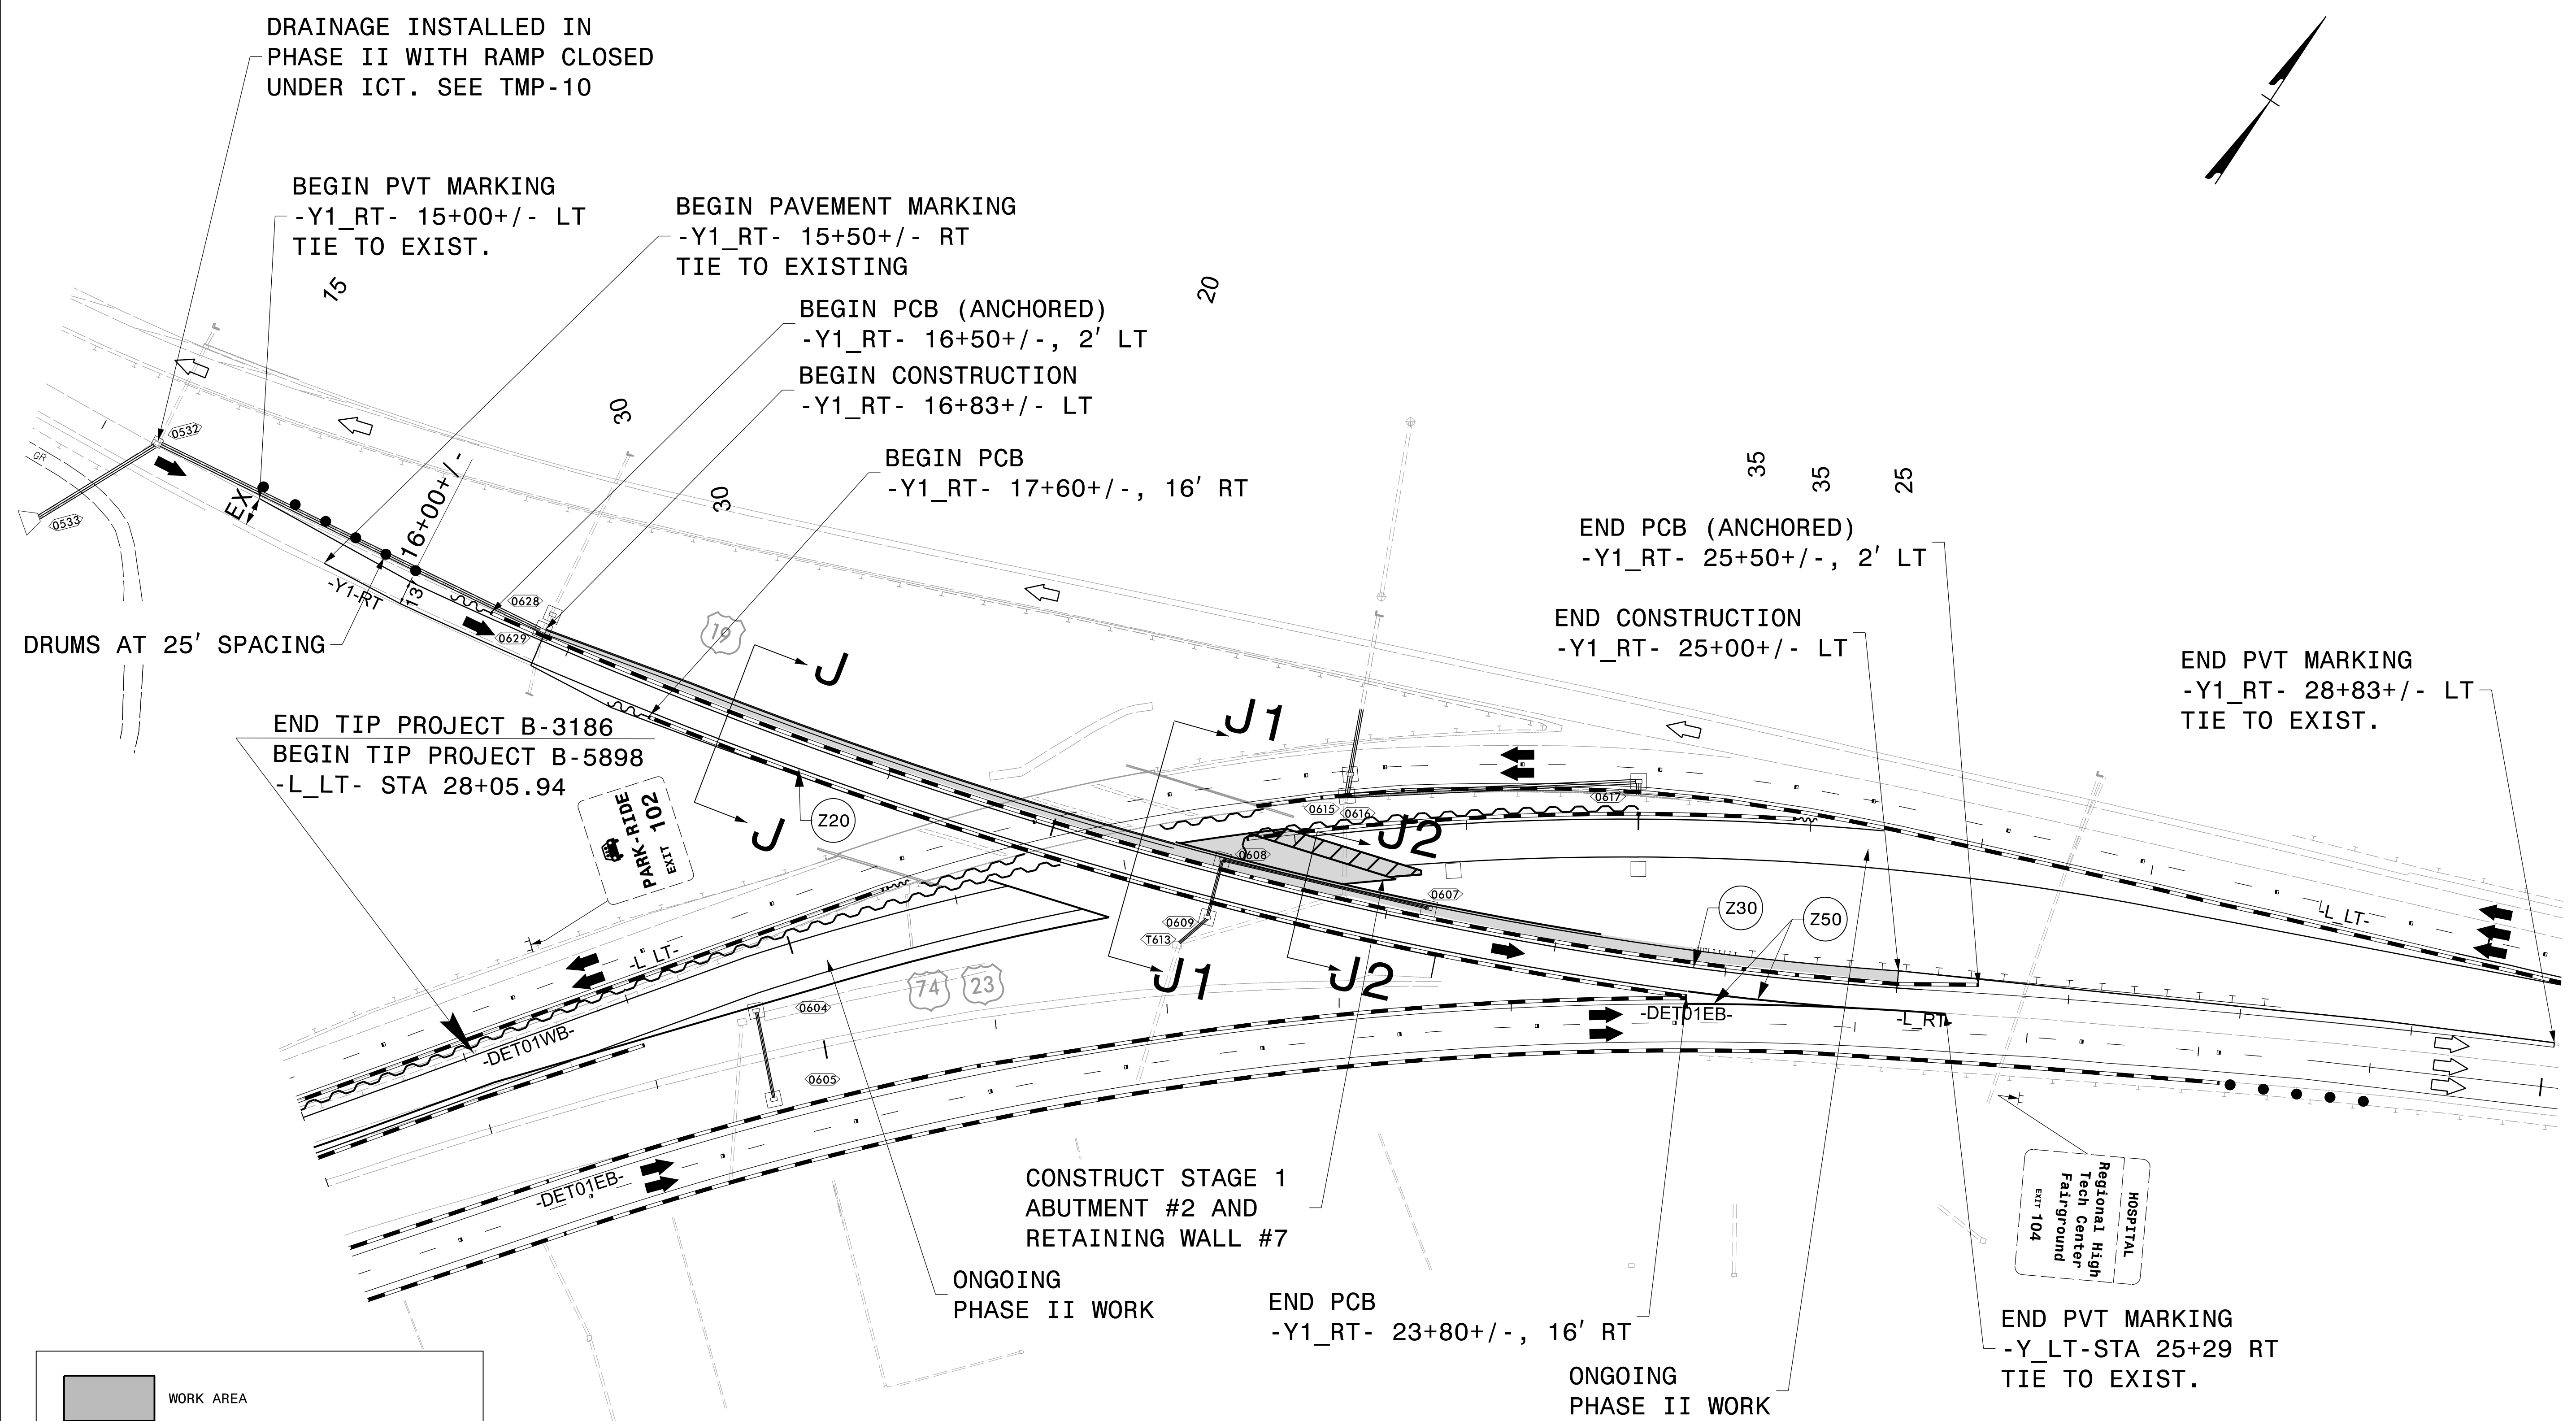 DRAINAGE INSTALLED IN
PHASE II WITH RAMP CLOSED
UNDER ICT. SEE TMP-10
BEGIN PVT MARKING
-Y1_RT- 15+00+/- LT
TIE TO EXIST.
BEGIN PAVEMENT MARKING
-Y1_RT- 15+50+/- RT
TIE TO EXISTING
15
20
BEGIN PCB (ANCHORED)
-Y1_RT- 16+50+/-, 2' LT
BEGIN CONSTRUCTION
-Y1_RT- 16+83+/- LT
30
BEGIN PCB
-Y1_RT- 17+60+/-, 16' RT
30
35
35
25
END PCB (ANCHORED)
-Y1_RT- 25+50+/-, 2' LT
END CONSTRUCTION
-Y1_RT- 25+00+/- LT
END PVT MARKING
-Y1_RT- 28+83+/- LT
TIE TO EXIST.
0532
GR
0533
EX
16+00+/-
-Y1-RT
13'
0628
0629
19
DRUMS AT 25' SPACING
J
J1
END TIP PROJECT B-3186
BEGIN TIP PROJECT B-5898
-L_LT- STA 28+05.94
PARK-RIDE
EXIT 102
Z20
J
0615
0616
0617
J2
0608
0607
0609
T613
Z30
Z50
-L_LT-
-L_LT-
J1
J2
74
23
0604
0605
-DET01WB-
-DET01EB-
-L_RT-
-DET01EB-
CONSTRUCT STAGE 1
ABUTMENT #2 AND
RETAINING WALL #7
ONGOING
PHASE II WORK
END PCB
-Y1_RT- 23+80+/-, 16' RT
ONGOING
PHASE II WORK
HOSPITAL
Regional High
Tech Center
Fairground
EXIT 104
END PVT MARKING
-Y_LT-STA 25+29 RT
TIE TO EXIST.
WORK AREA